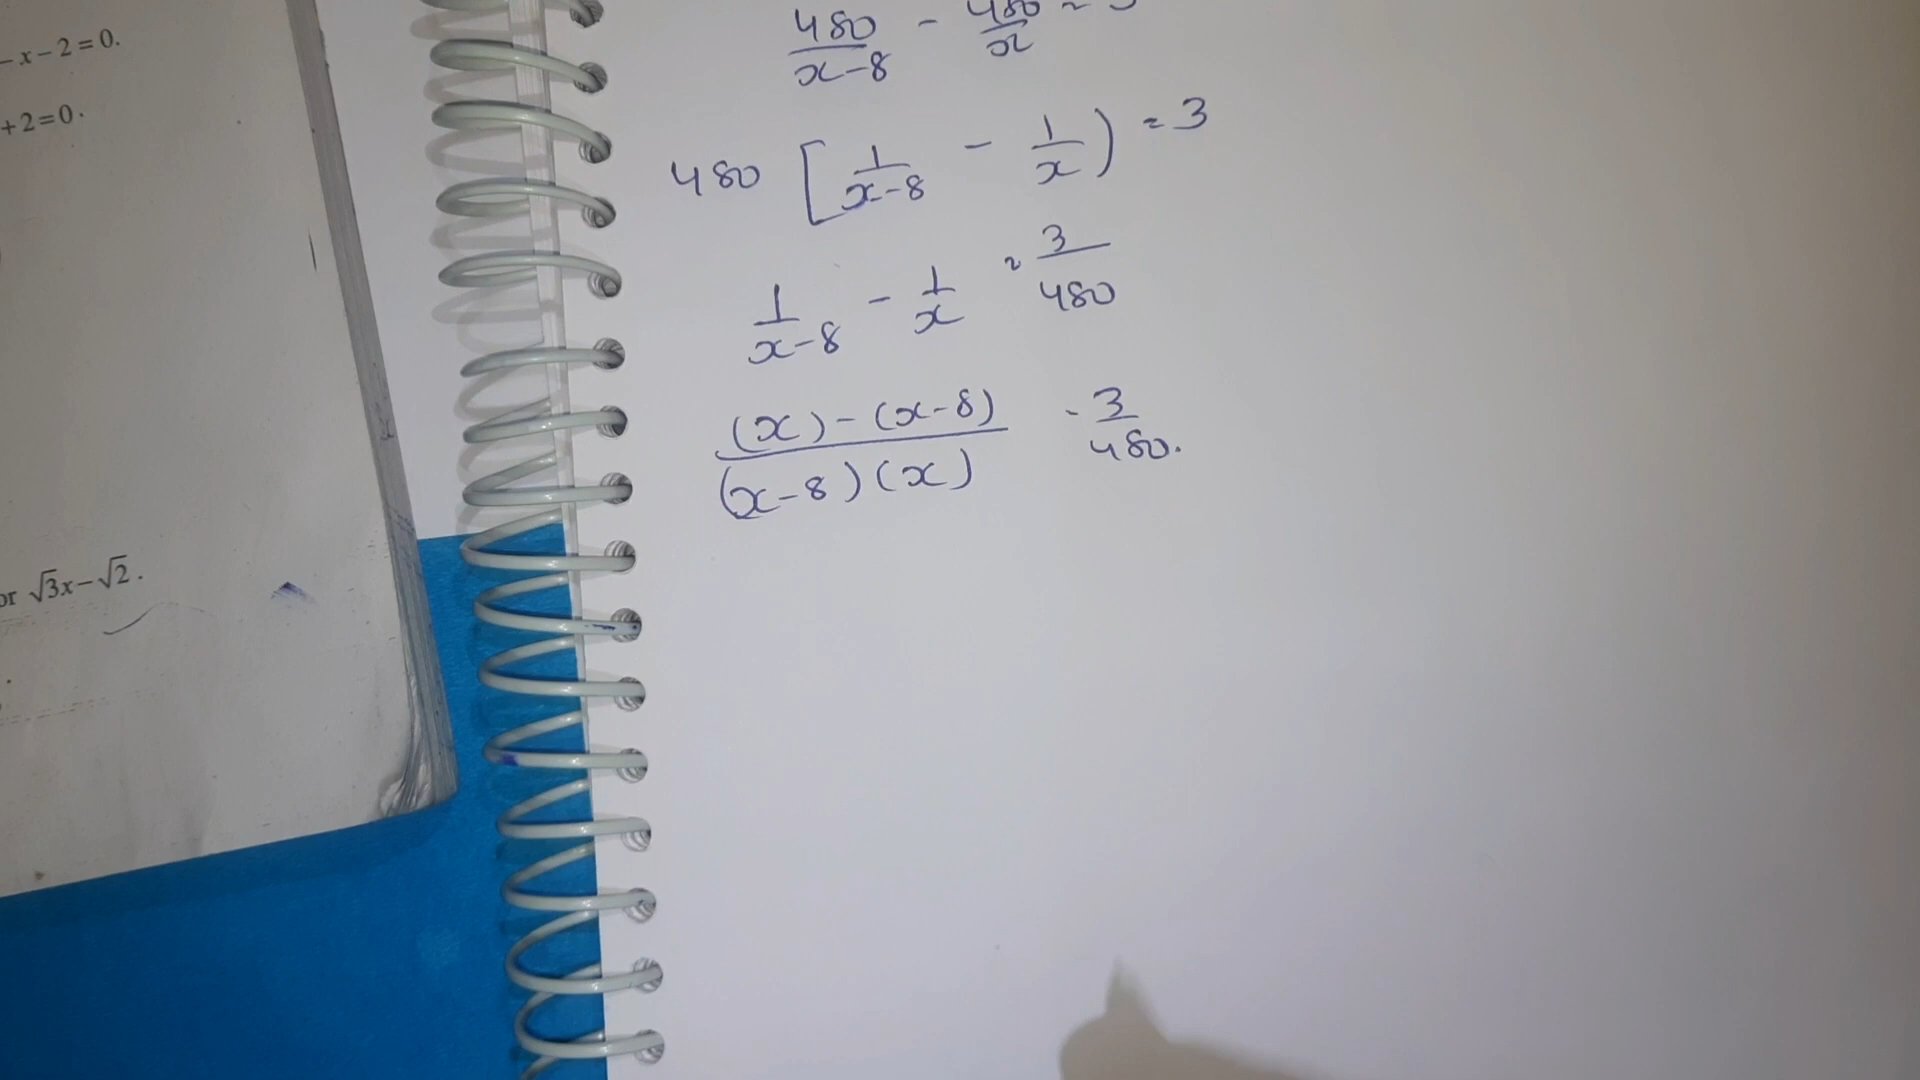 - x - 2 = 0.
+ 2 = 0.
or √3x - √2.
480/(x-8) - 480/x
480 [1/(x-8) - 1/x) = 3
1/(x-8) - 1/x = 3/480
(x) - (x-8)/(x-8)(x) - 3/480.